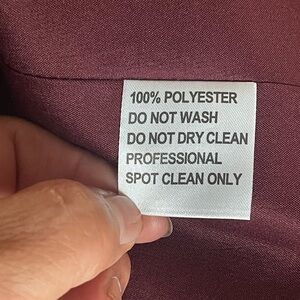 100% POLYESTER
DO NOT WASH
DO NOT DRY CLEAN
PROFESSIONAL
SPOT CLEAN ONLY